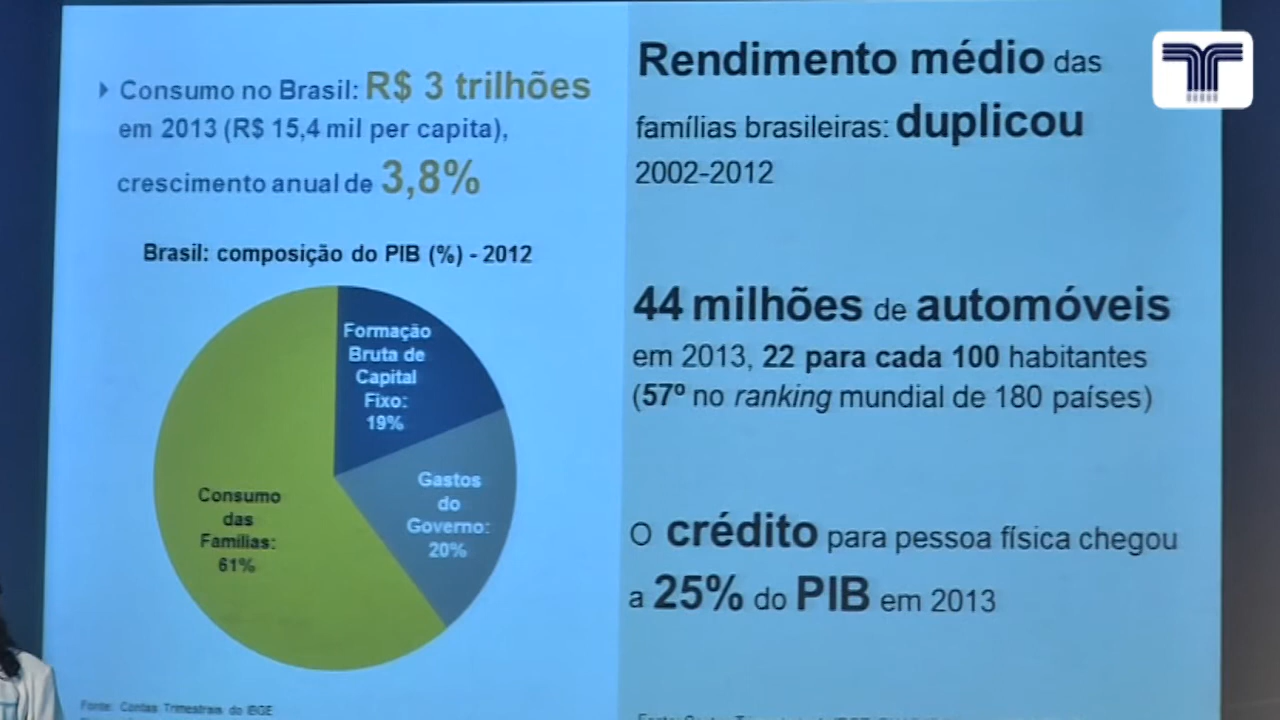 Consumo no Brasil: R$ 3 trilhões
em 2013 (R$ 15,4 mil per capita),
crescimento anual de 3,8%
Brasil: composição do PIB (%) - 2012
Formação
Bruta de
Capital
Fixo:
19%
Gastos
do
Governo:
20%
Consumo
das
Famílias:
61%
Fonte: Contas Trimestrais do IBGE
Rendimento médio das
famílias brasileiras: duplicou
2002-2012
44 milhões de automóveis
em 2013, 22 para cada 100 habitantes
(57º no ranking mundial de 180 países)
O crédito para pessoa física chegou
a 25% do PIB em 2013